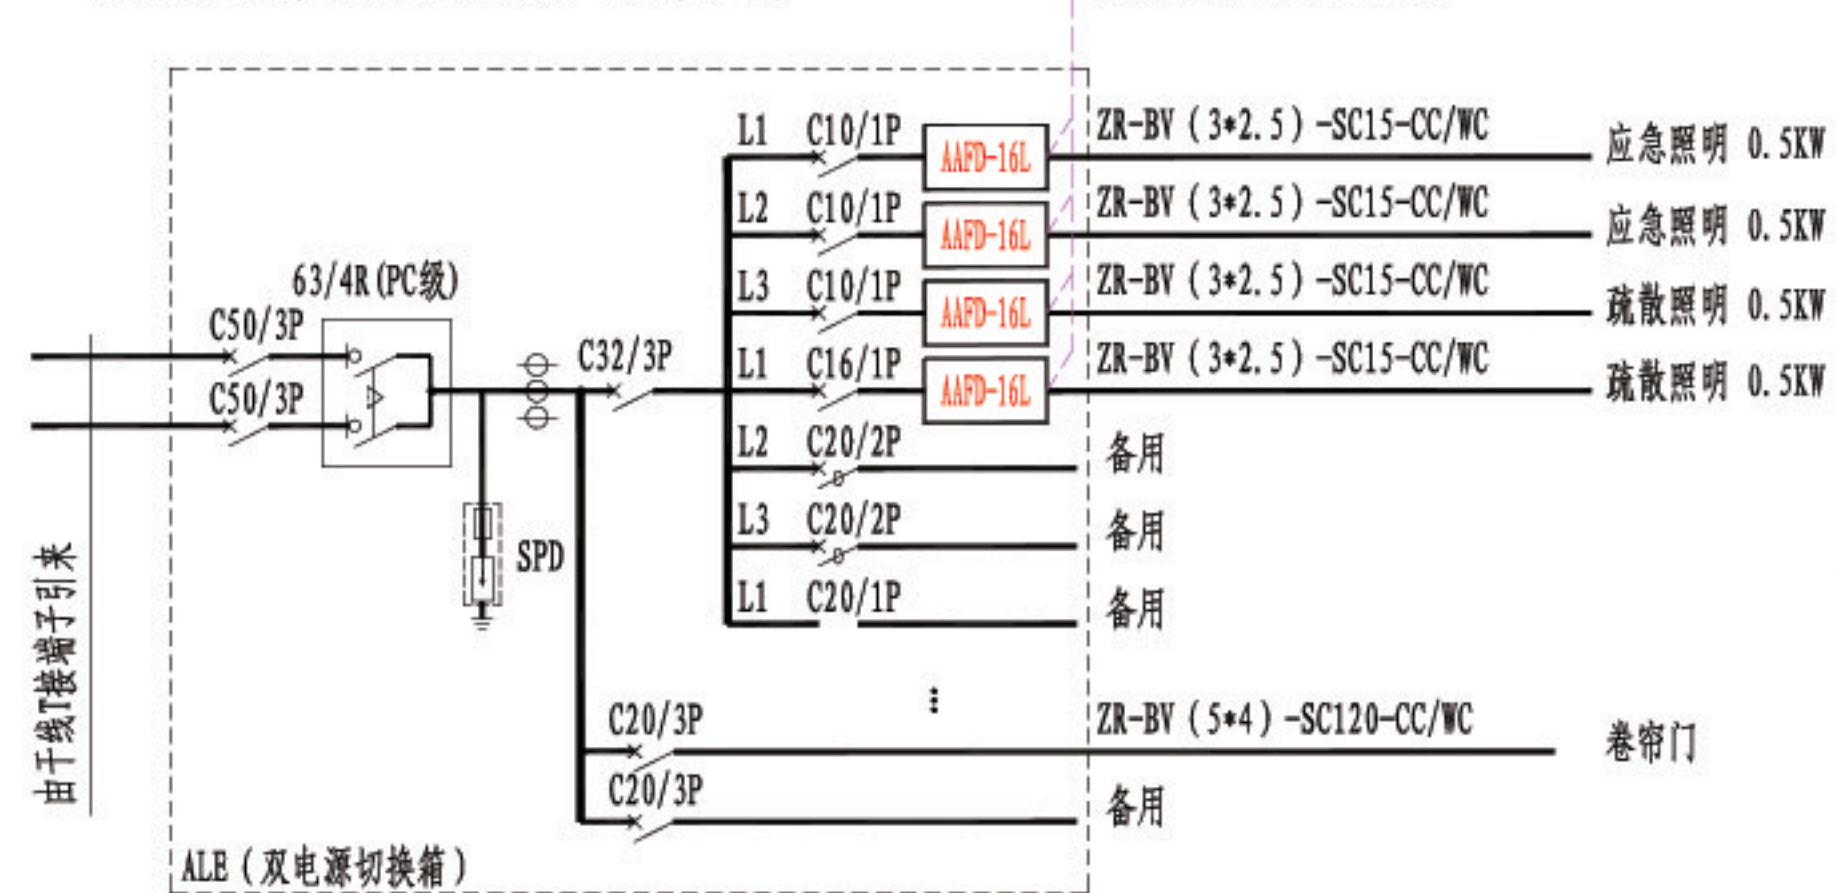 L1 C10/1P AAFD-16L ZR-BV（3*2.5）-SC15-CC/WC 应急照明 0.5KW
L2 C10/1P AAFD-16L ZR-BV（3*2.5）-SC15-CC/WC 应急照明 0.5KW
63/4R(PC级)
L3 C10/1P AAFD-16L ZR-BV（3*2.5）-SC15-CC/WC 疏散照明 0.5KW
C50/3P
C32/3P
L1 C16/1P AAFD-16L ZR-BV（3*2.5）-SC15-CC/WC 疏散照明 0.5KW
C50/3P
L2 C20/2P 备用
L3 C20/2P 备用
SPD
L1 C20/1P 备用
由干线T接端子引来
C20/3P ZR-BV（5*4）-SC120-CC/WC 卷帘门
C20/3P 备用
ALE（双电源切换箱）